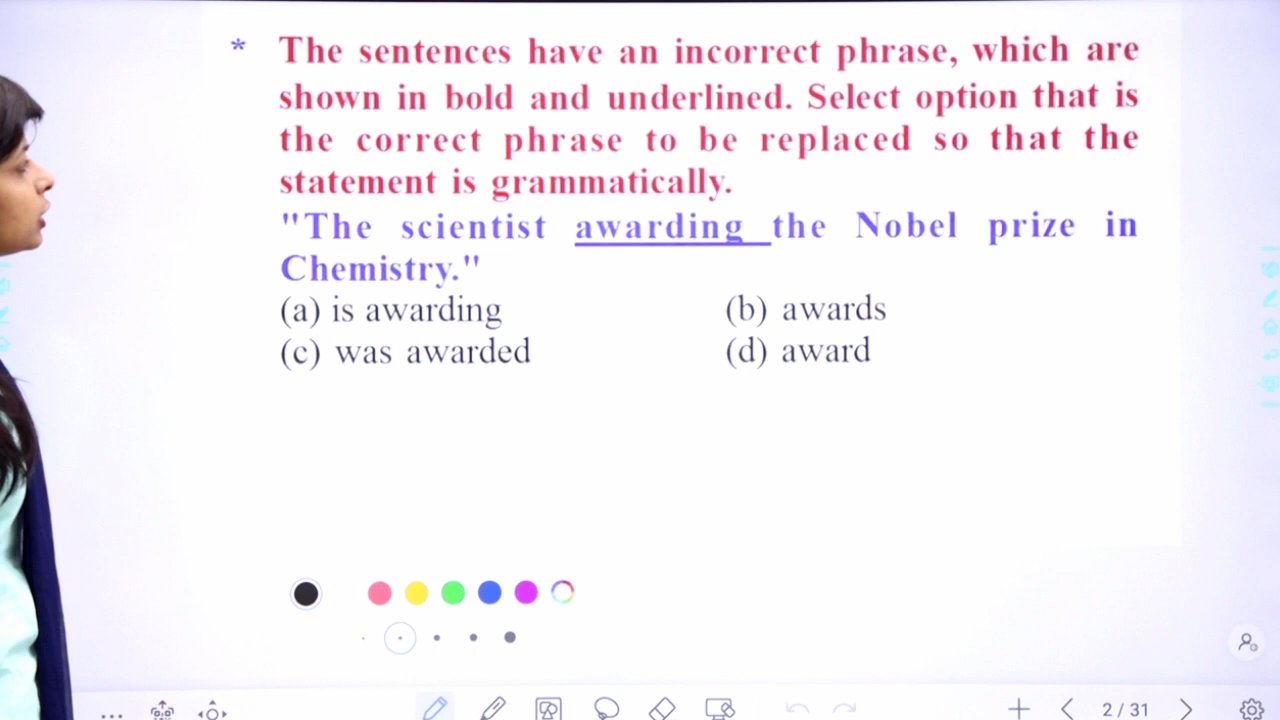 * The sentences have an incorrect phrase, which are
shown in bold and underlined. Select option that is
the correct phrase to be replaced so that the
statement is grammatically.
"The scientist awarding the Nobel prize in
Chemistry."
(a) is awarding (b) awards
(c) was awarded (d) award
2 / 31